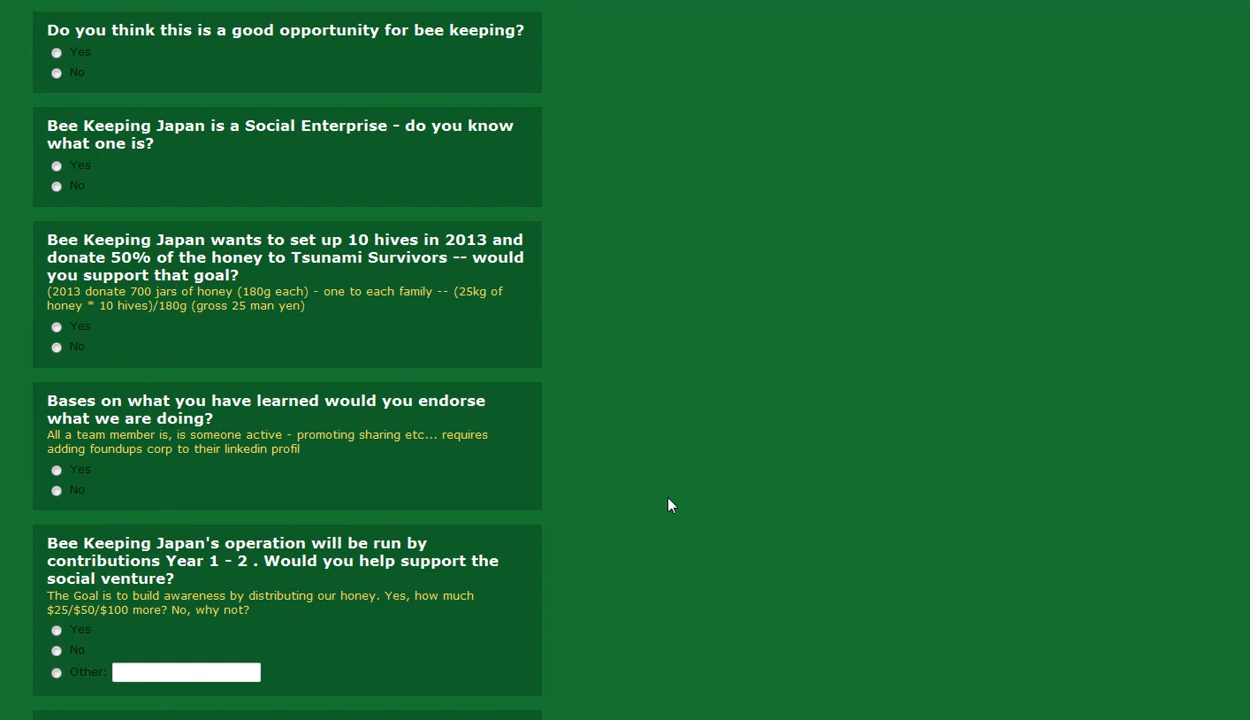 Do you think this is a good opportunity for bee keeping?
Yes
No
Bee Keeping Japan is a Social Enterprise - do you know
what one is?
Yes
No
Bee Keeping Japan wants to set up 10 hives in 2013 and
donate 50% of the honey to Tsunami Survivors -- would
you support that goal?
(2013 donate 700 jars of honey (180g each) - one to each family -- (25kg of
honey * 10 hives)/180g (gross 25 man yen)
Yes
No
Bases on what you have learned would you endorse
what we are doing?
All a team member is, is someone active - promoting sharing etc... requires
adding foundups corp to their linkedin profil
Yes
No
Bee Keeping Japan's operation will be run by
contributions Year 1 - 2 . Would you help support the
social venture?
The Goal is to build awareness by distributing our honey. Yes, how much
$25/$50/$100 more? No, why not?
Yes
No
Other: